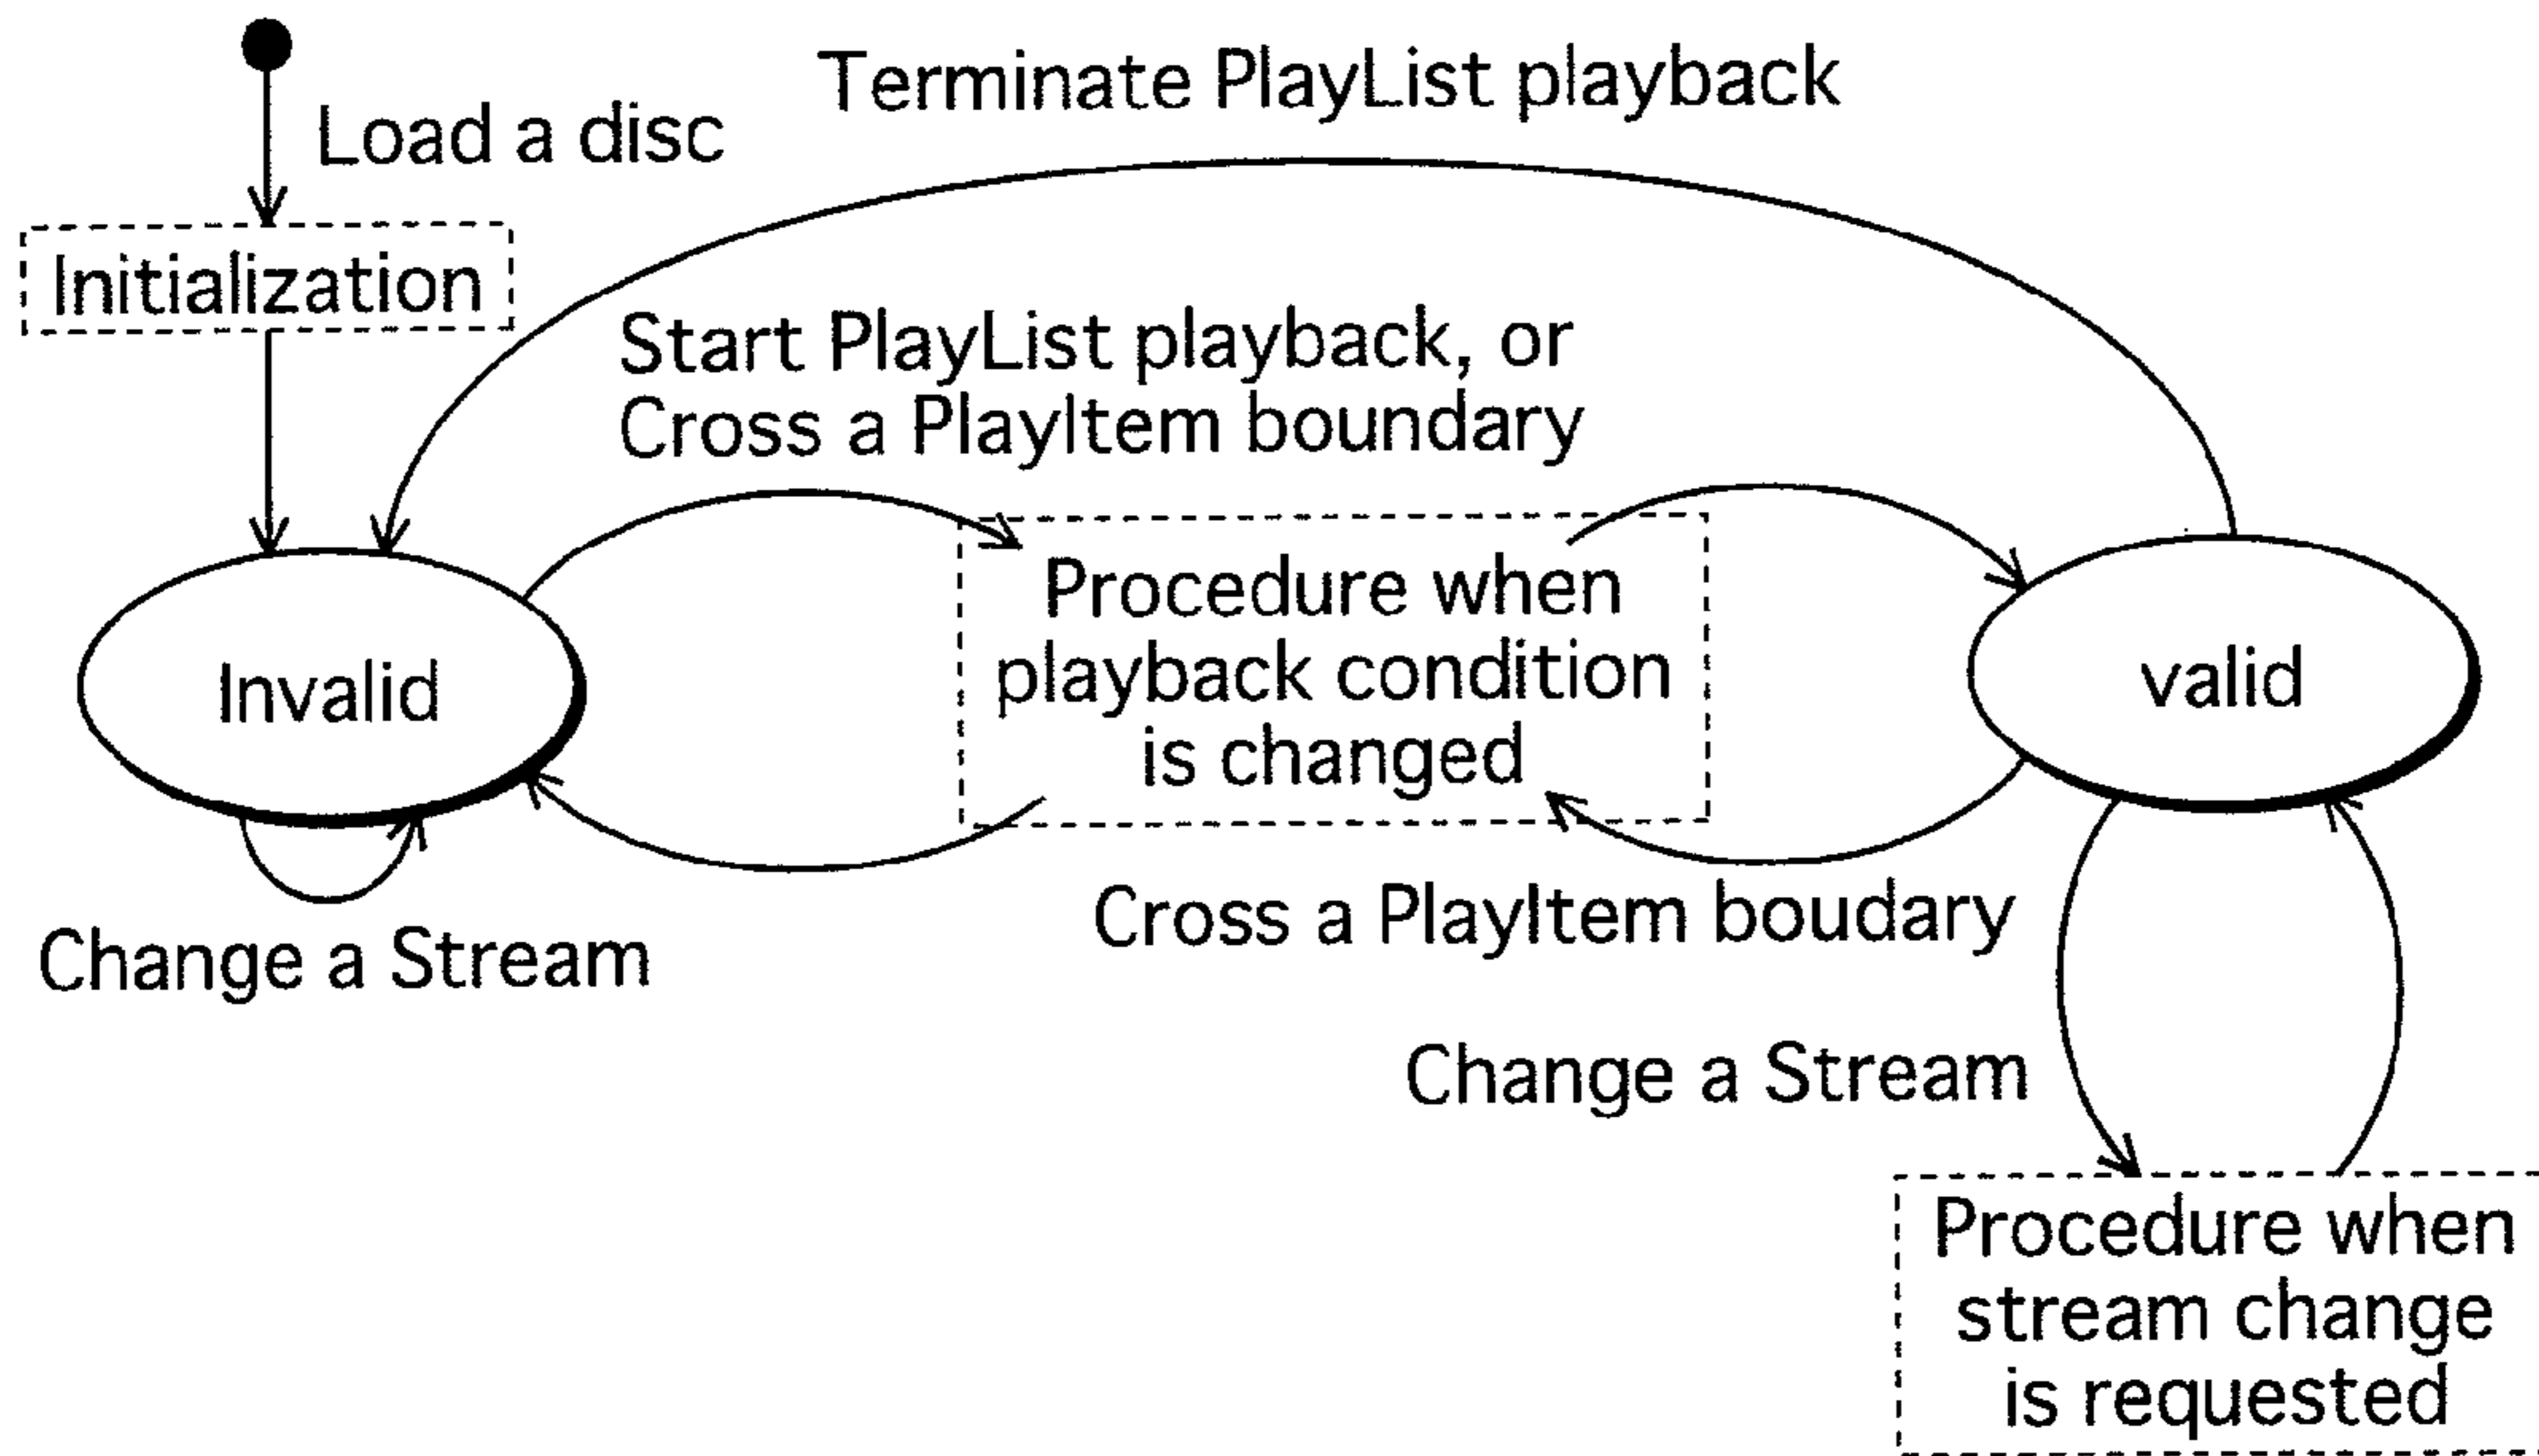 Terminate PlayList playback
Load a disc
Initialization
Start PlayList playback, or
Cross a PlayItem boundary
Procedure when
playback condition
is changed
Invalid
valid
Cross a PlayItem boudary
Change a Stream
Change a Stream
Procedure when
stream change
is requested